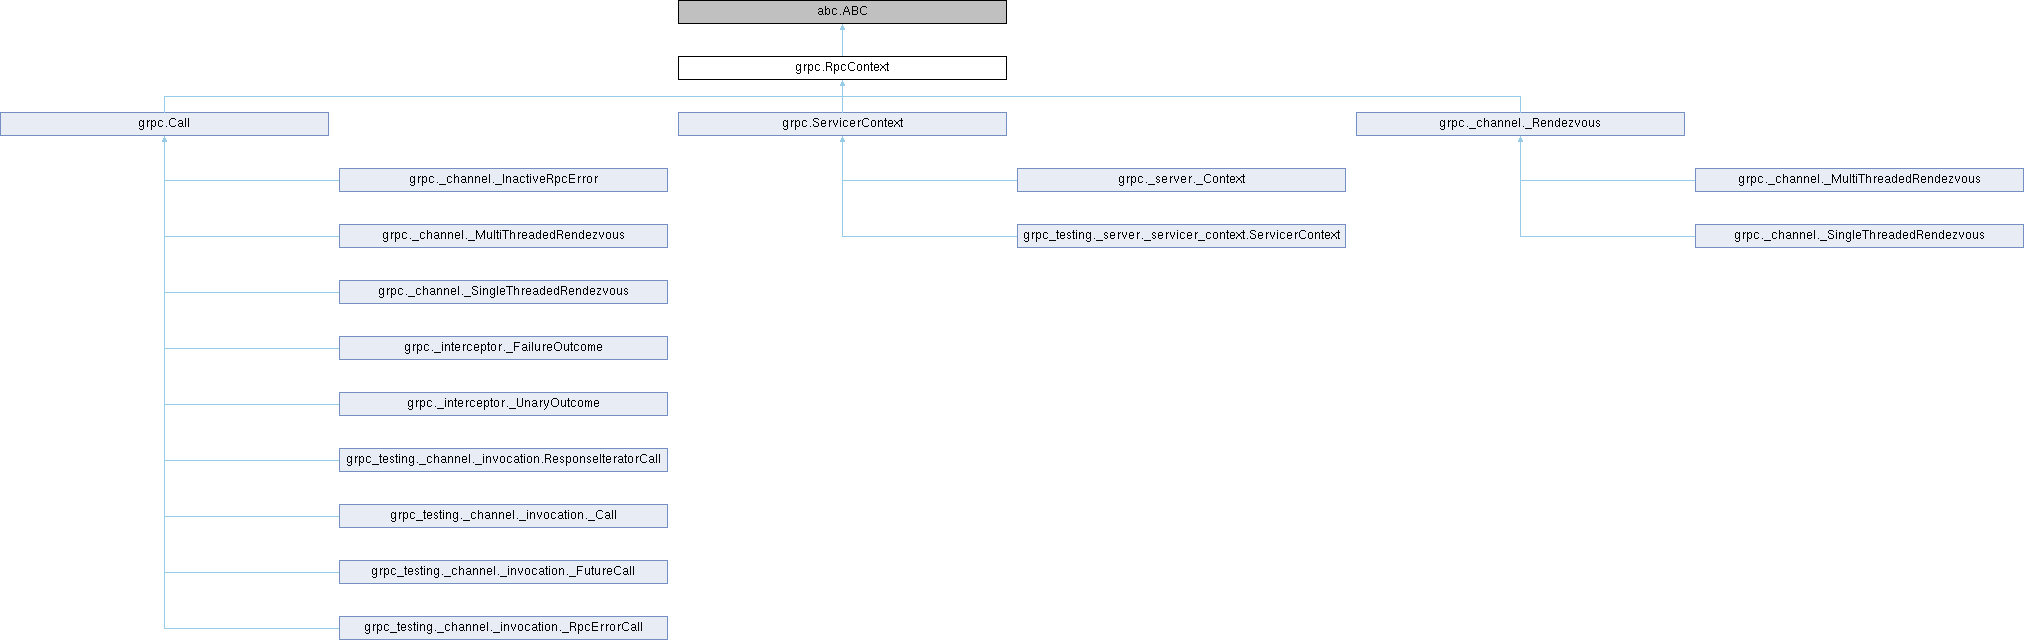 abc.ABC
grpc.RpcContext
grpc.Call
grpc.ServicerContext
grpc._channel._Rendezvous
grpc._channel._InactiveRpcError
grpc._server._Context
grpc._channel._MultiThreadedRendezvous
grpc._channel._MultiThreadedRendezvous
grpc_testing._server._servicer_context.ServicerContext
grpc._channel._SingleThreadedRendezvous
grpc._channel._SingleThreadedRendezvous
grpc._interceptor._FailureOutcome
grpc._interceptor._UnaryOutcome
grpc_testing._channel._invocation.ResponseIteratorCall
grpc_testing._channel._invocation._Call
grpc_testing._channel._invocation._FutureCall
grpc_testing._channel._invocation._RpcErrorCall